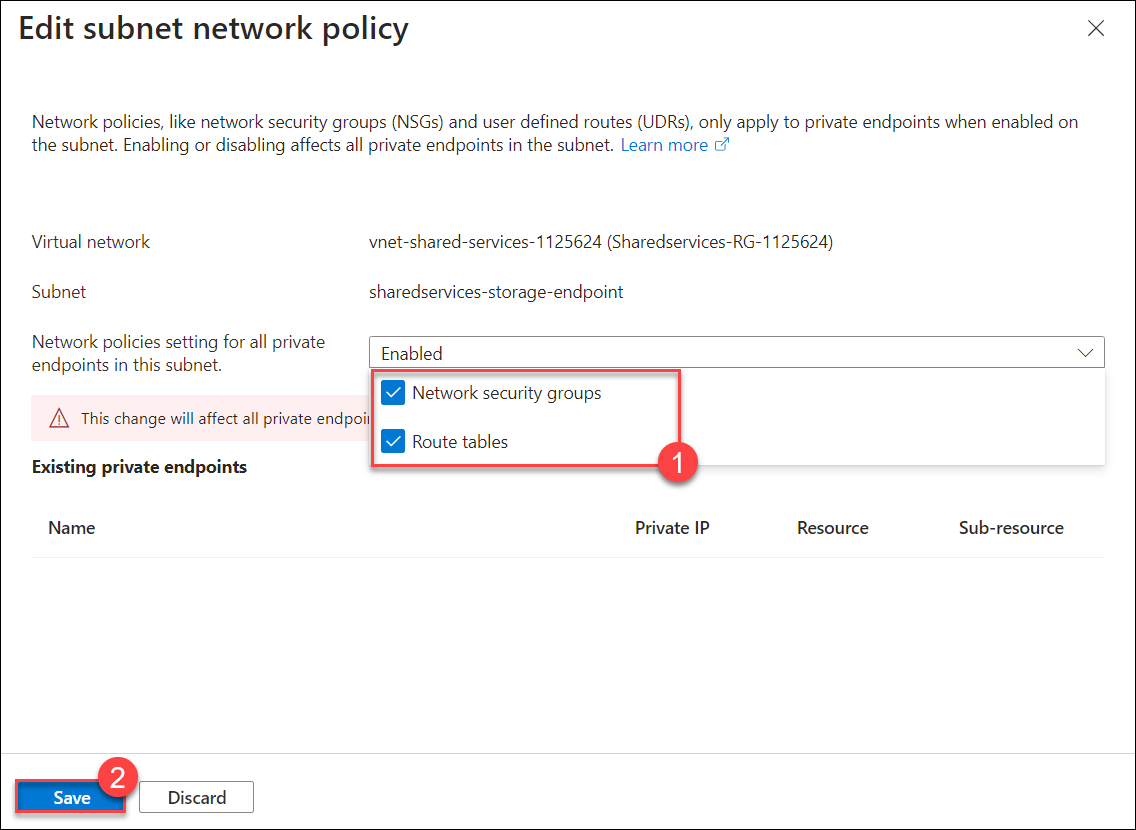 Edit subnet network policy
Network policies, like network security groups (NSGs) and user defined routes (UDRs), only apply to private endpoints when enabled on
the subnet. Enabling or disabling affects all private endpoints in the subnet. Learn more
Virtual network
vnet-shared-services-1125624 (Sharedservices-RG-1125624)
Subnet
sharedservices-storage-endpoint
Network policies setting for all private
endpoints in this subnet.
Enabled
Network security groups
Route tables
1
This change will affect all private endpoi
Existing private endpoints
Name
Private IP
Resource
Sub-resource
2
Save
Discard